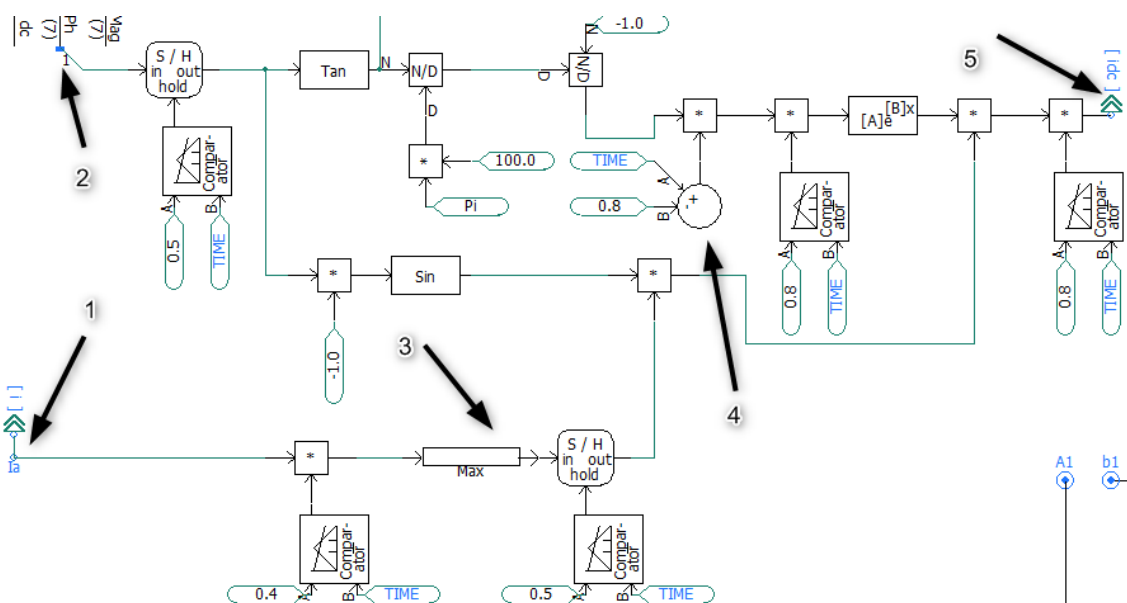 Mag
(7)
Ph
(7)
dc
1
2
S / H
in out
hold
Tan
N
N/D
D
D
N
-1.0
N/D
5
[ idc ]
*
100.0
Pi
A
B
Compar-
ator
0.5
TIME
*
*
[B]x
[A]e
*
*
TIME
A
0.8
B
+
-
4
A
B
Compar-
ator
0.8
TIME
A
B
Compar-
ator
0.8
TIME
*
Sin
*
-1.0
1
3
[ i ]
Ia
*
Max
S / H
in out
hold
Compar-
ator
0.4
A
B
TIME
Compar-
ator
0.5
A
B
TIME
A1
b1